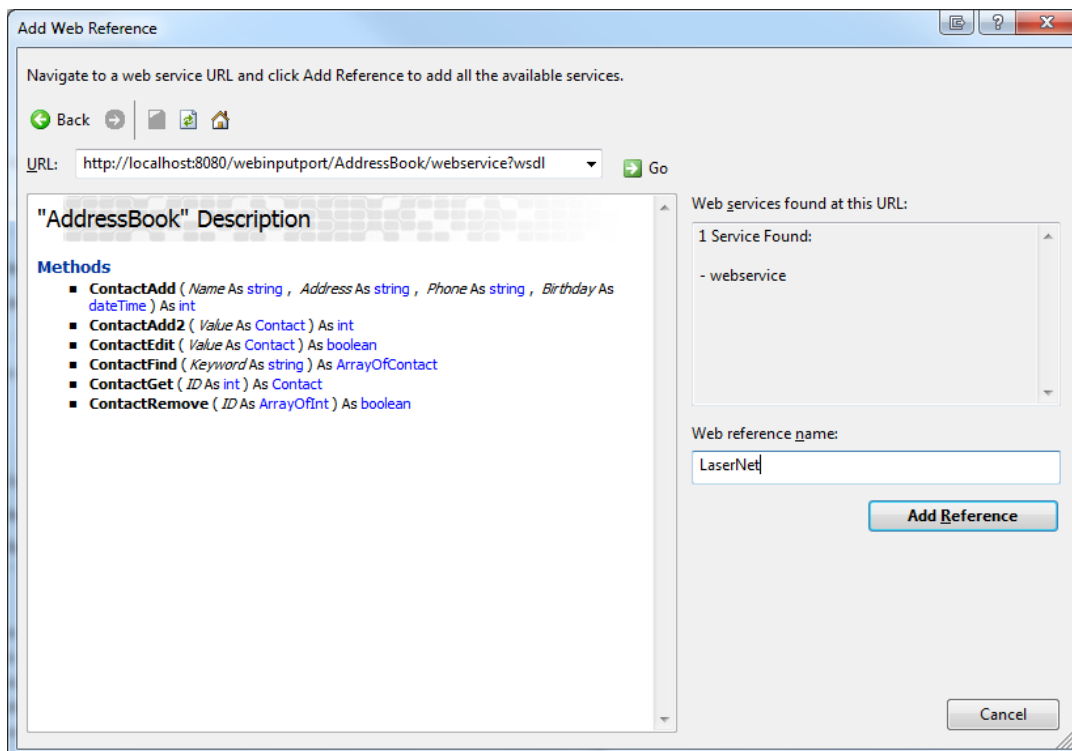 Add Web Reference
Navigate to a web service URL and click Add Reference to add all the available services.
Back
URL: http://localhost:8080/webinputport/AddressBook/webservice?wsdl Go
"AddressBook" Description
Methods
ContactAdd ( Name As string , Address As string , Phone As string , Birthday As
dateTime ) As int
ContactAdd2 ( Value As Contact ) As int
ContactEdit ( Value As Contact ) As boolean
ContactFind ( Keyword As string ) As ArrayOfContact
ContactGet ( ID As int ) As Contact
ContactRemove ( ID As ArrayOfInt ) As boolean
Web services found at this URL:
1 Service Found:
- webservice
Web reference name:
LaserNet
Add Reference
Cancel